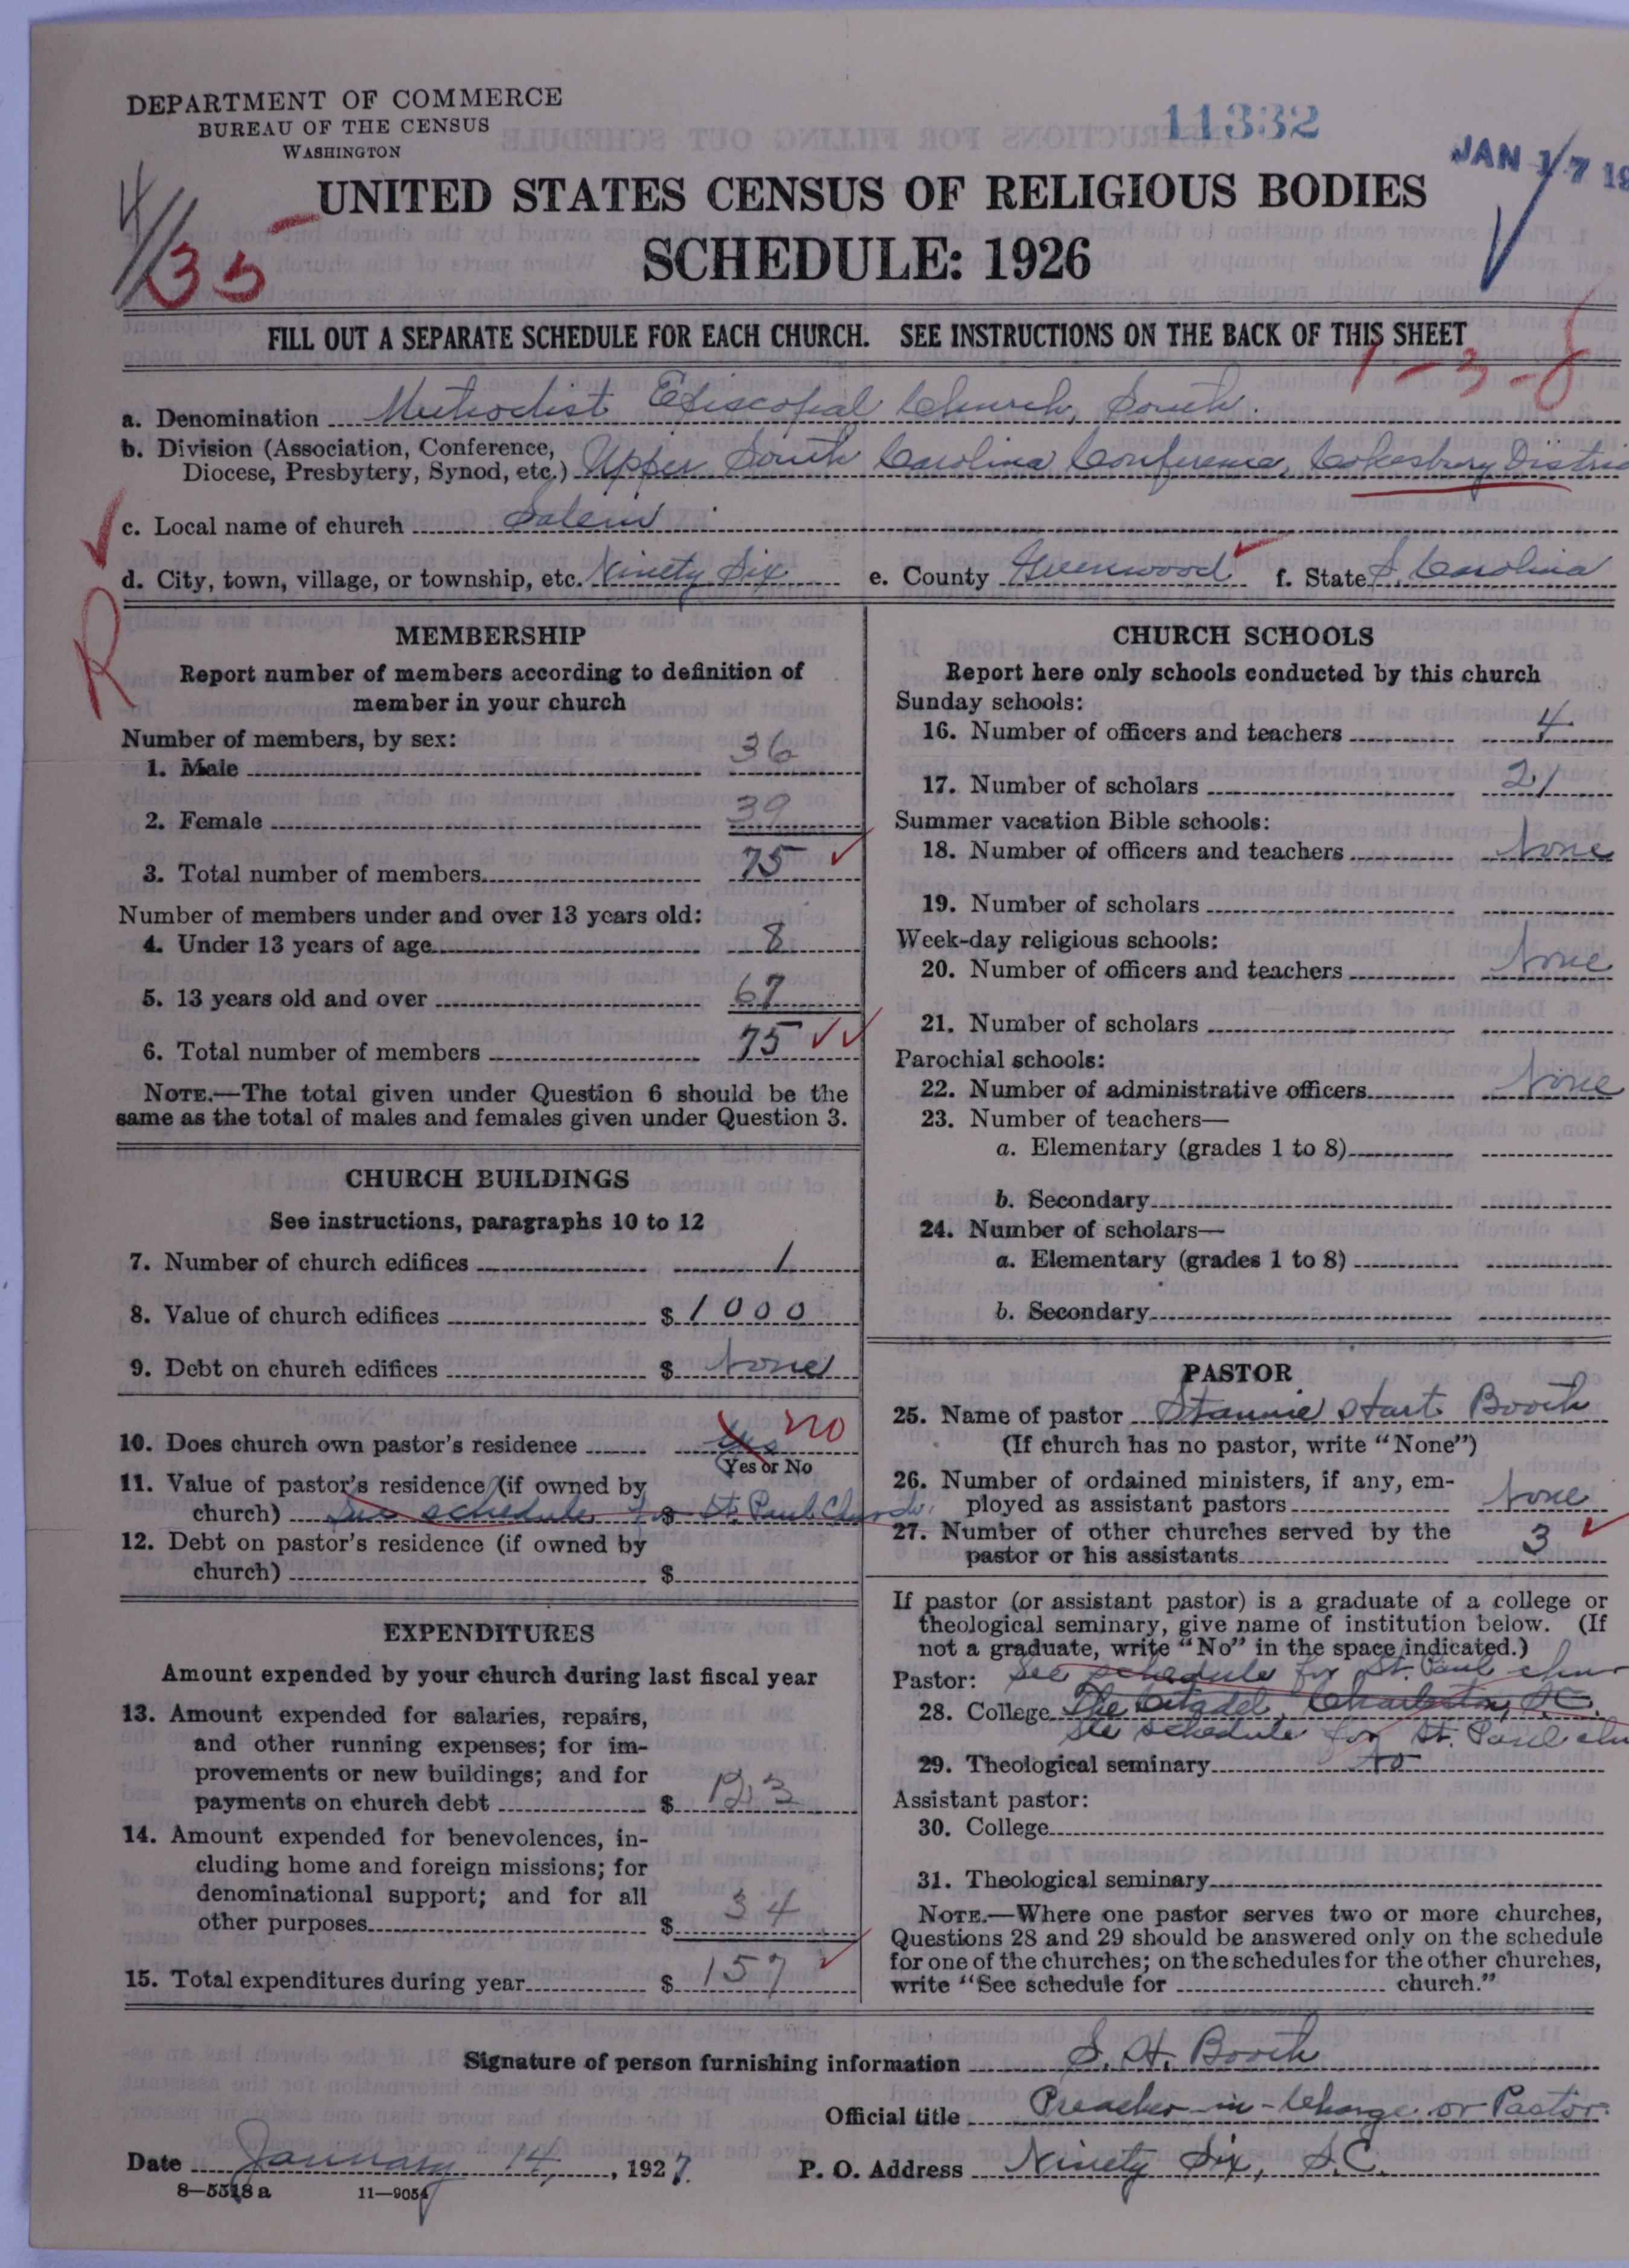 DEPARTMENT OF COMMERCE
BUREAU OF THE CENSUS
WASHINGTON
11332
JAN 17 19
4/35
UNITED STATES CENSUS OF RELIGIOUS BODIES
SCHEDULE: 1926
FILL OUT A SEPARATE SCHEDULE FOR EACH CHURCH. SEE INSTRUCTIONS ON THE BACK OF THIS SHEET
1-3-8
a. Denomination Methodist Episcopal Church, South.
b. Division (Association, Conference,
Diocese, Presbytery, Synod, etc.) Upper South Carolina Conference, Cokesbury Distric
c. Local name of church Salem
d. City, town, village, or township, etc. Ninety Six e. County Greenwood f. State S. Carolina
R
MEMBERSHIP
Report number of members according to definition of
member in your church
Number of members, by sex:
1. Male 36
2. Female 39
3. Total number of members 75
Number of members under and over 13 years old:
4. Under 13 years of age 8
5. 13 years old and over 67
6. Total number of members 75
NOTE.—The total given under Question 6 should be the
same as the total of males and females given under Question 3.
CHURCH BUILDINGS
See instructions, paragraphs 10 to 12
7. Number of church edifices 1
8. Value of church edifices $ 1000
9. Debt on church edifices $ None
10. Does church own pastor's residence yes no
Yes or No
11. Value of pastor's residence (if owned by
church) See schedule for $ St. Paul Church
12. Debt on pastor's residence (if owned by
church) $
EXPENDITURES
Amount expended by your church during last fiscal year
13. Amount expended for salaries, repairs,
and other running expenses; for im-
provements or new buildings; and for
payments on church debt $ 123
14. Amount expended for benevolences, in-
cluding home and foreign missions; for
denominational support; and for all
other purposes $ 34
15. Total expenditures during year $ 157
CHURCH SCHOOLS
Report here only schools conducted by this church
Sunday schools:
16. Number of officers and teachers 4
17. Number of scholars 21
Summer vacation Bible schools:
18. Number of officers and teachers None
19. Number of scholars
Week-day religious schools:
20. Number of officers and teachers None
21. Number of scholars
Parochial schools:
22. Number of administrative officers None
23. Number of teachers—
a. Elementary (grades 1 to 8)
b. Secondary
24. Number of scholars—
a. Elementary (grades 1 to 8)
b. Secondary
PASTOR
25. Name of pastor Stannie Hart Booth
(If church has no pastor, write "None")
26. Number of ordained ministers, if any, em-
ployed as assistant pastors None
27. Number of other churches served by the
pastor or his assistants 3
If pastor (or assistant pastor) is a graduate of a college or
theological seminary, give name of institution below. (If
not a graduate, write "No" in the space indicated.)
Pastor: See schedule for St. Paul chur
28. College The Citadel, Charleston, S.C.
See schedule for St. Paul chu
29. Theological seminary No
Assistant pastor:
30. College
31. Theological seminary
NOTE.—Where one pastor serves two or more churches,
Questions 28 and 29 should be answered only on the schedule
for one of the churches; on the schedules for the other churches,
write "See schedule for church."
Signature of person furnishing information S. H. Booth
Official title Preacher-in-Charge or Pastor
Date January 14, 1927. P. O. Address Ninety Six, S.C.
8—5518 a 11—9054